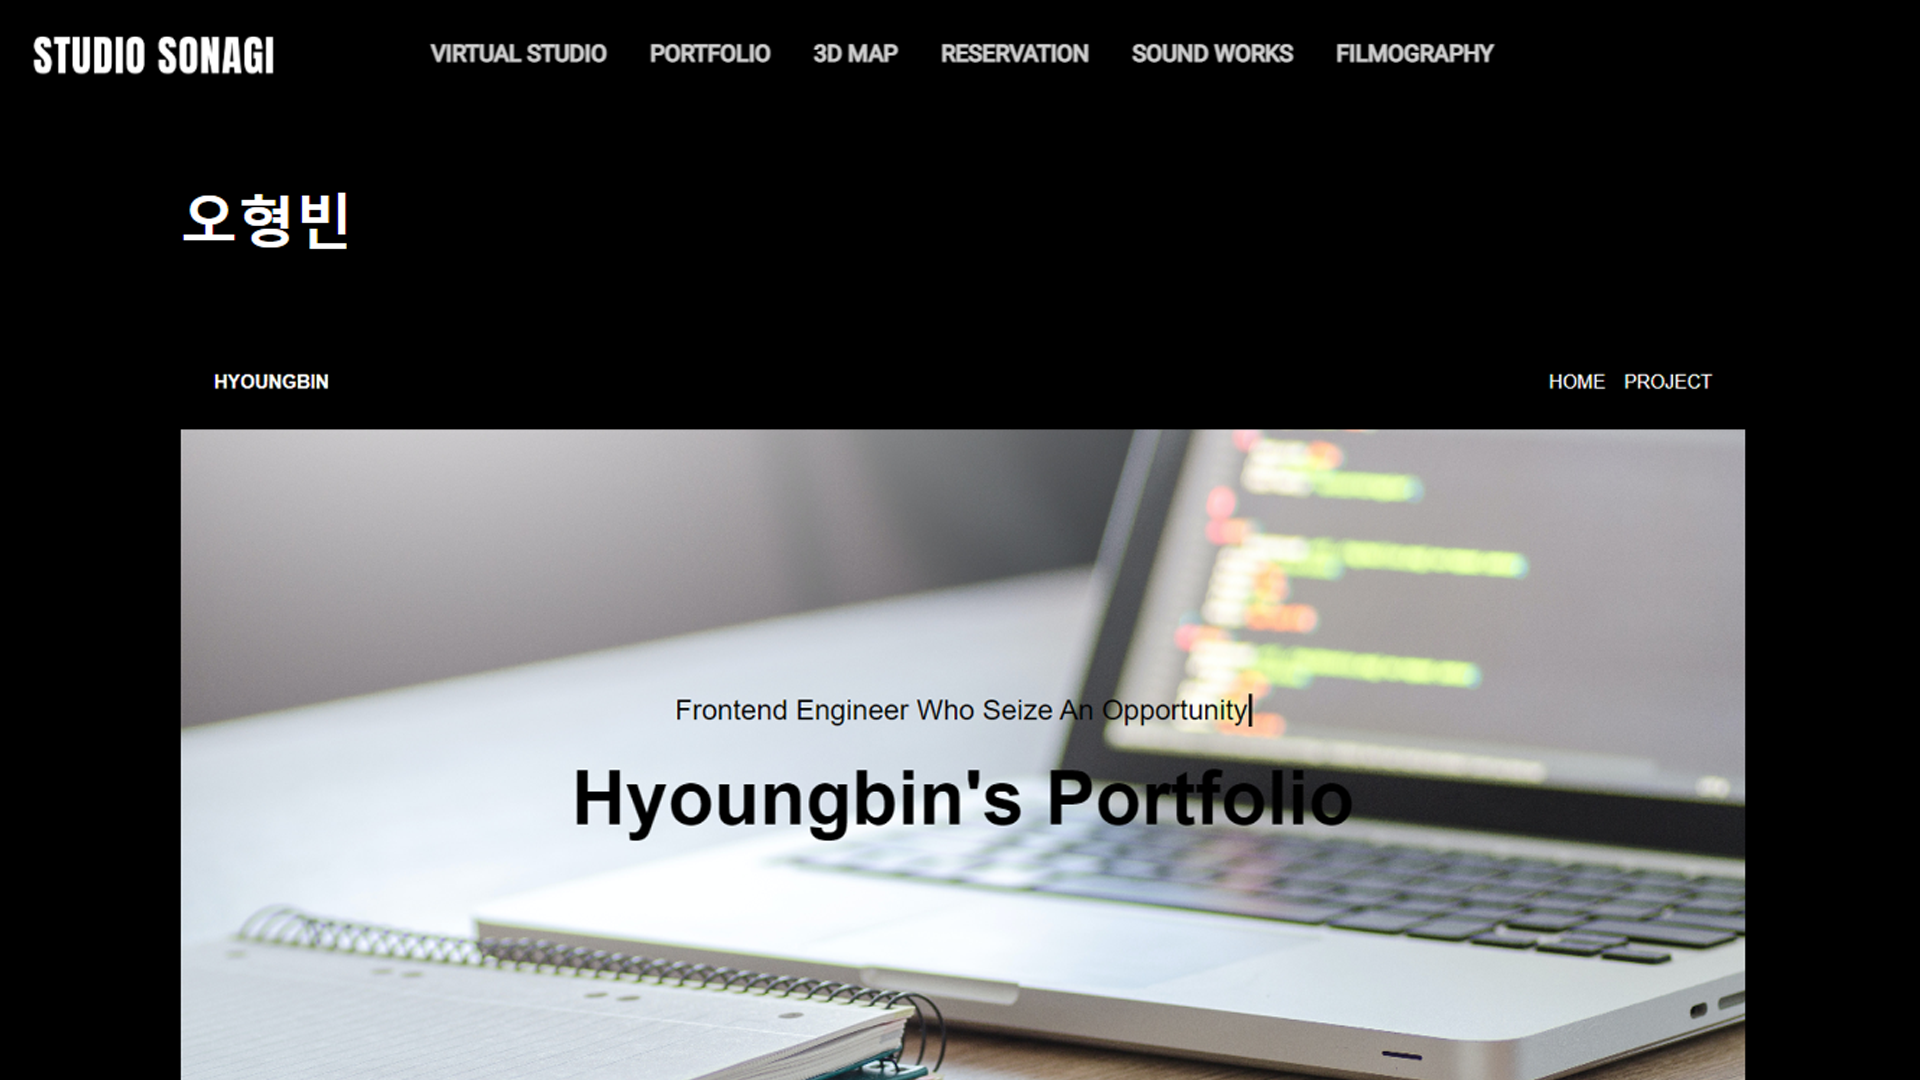 STUDIO SONAGI
VIRTUAL STUDIO PORTFOLIO 3D MAP RESERVATION SOUND WORKS FILMOGRAPHY
오형빈
HYOUNGBIN
HOME PROJECT
Frontend Engineer Who Seize An Opportunity
Hyoungbin's Portfolio